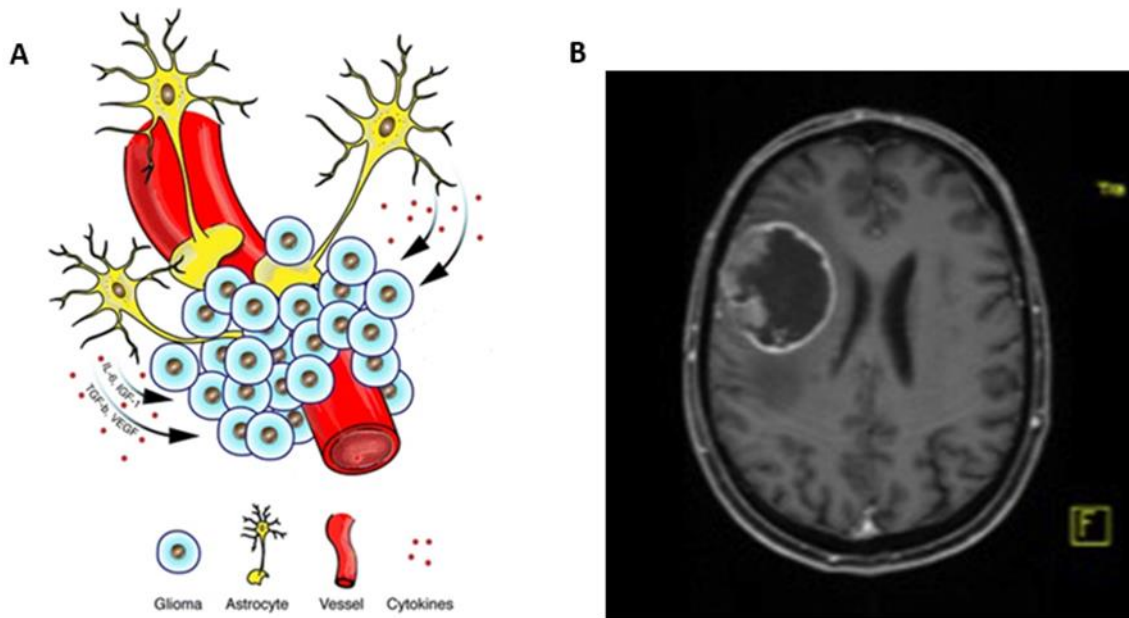 A
B
IL-6, IGF-1
TGF-b, VEGF
F
Glioma Astrocyte Vessel Cytokines